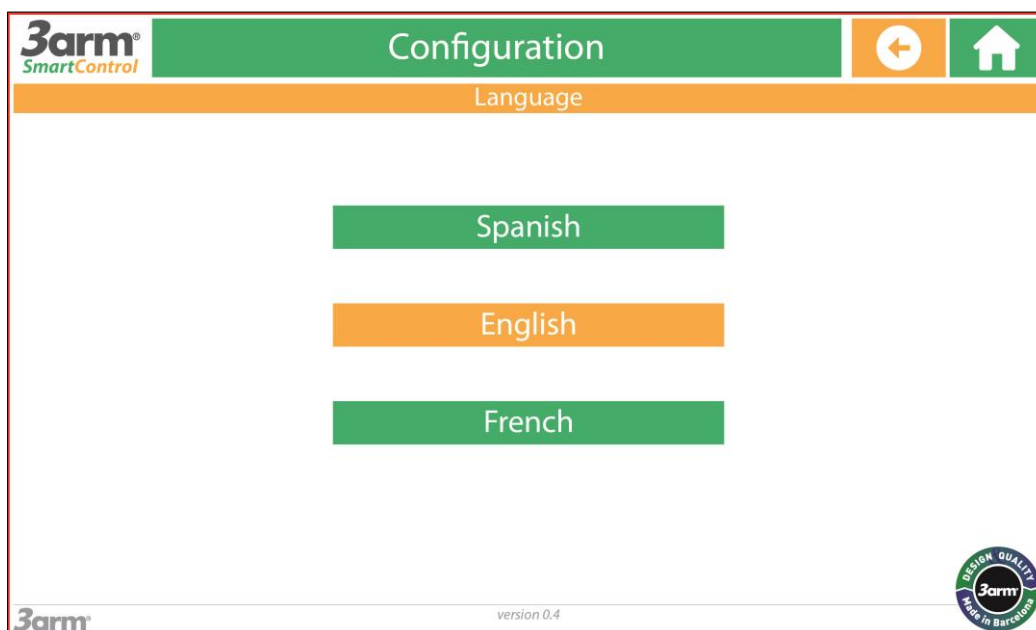 3arm®
SmartControl
Configuration
Language
Spanish
English
French
DESIGN QUALITY
3arm
Made in Barcelona
version 0.4
3arm®